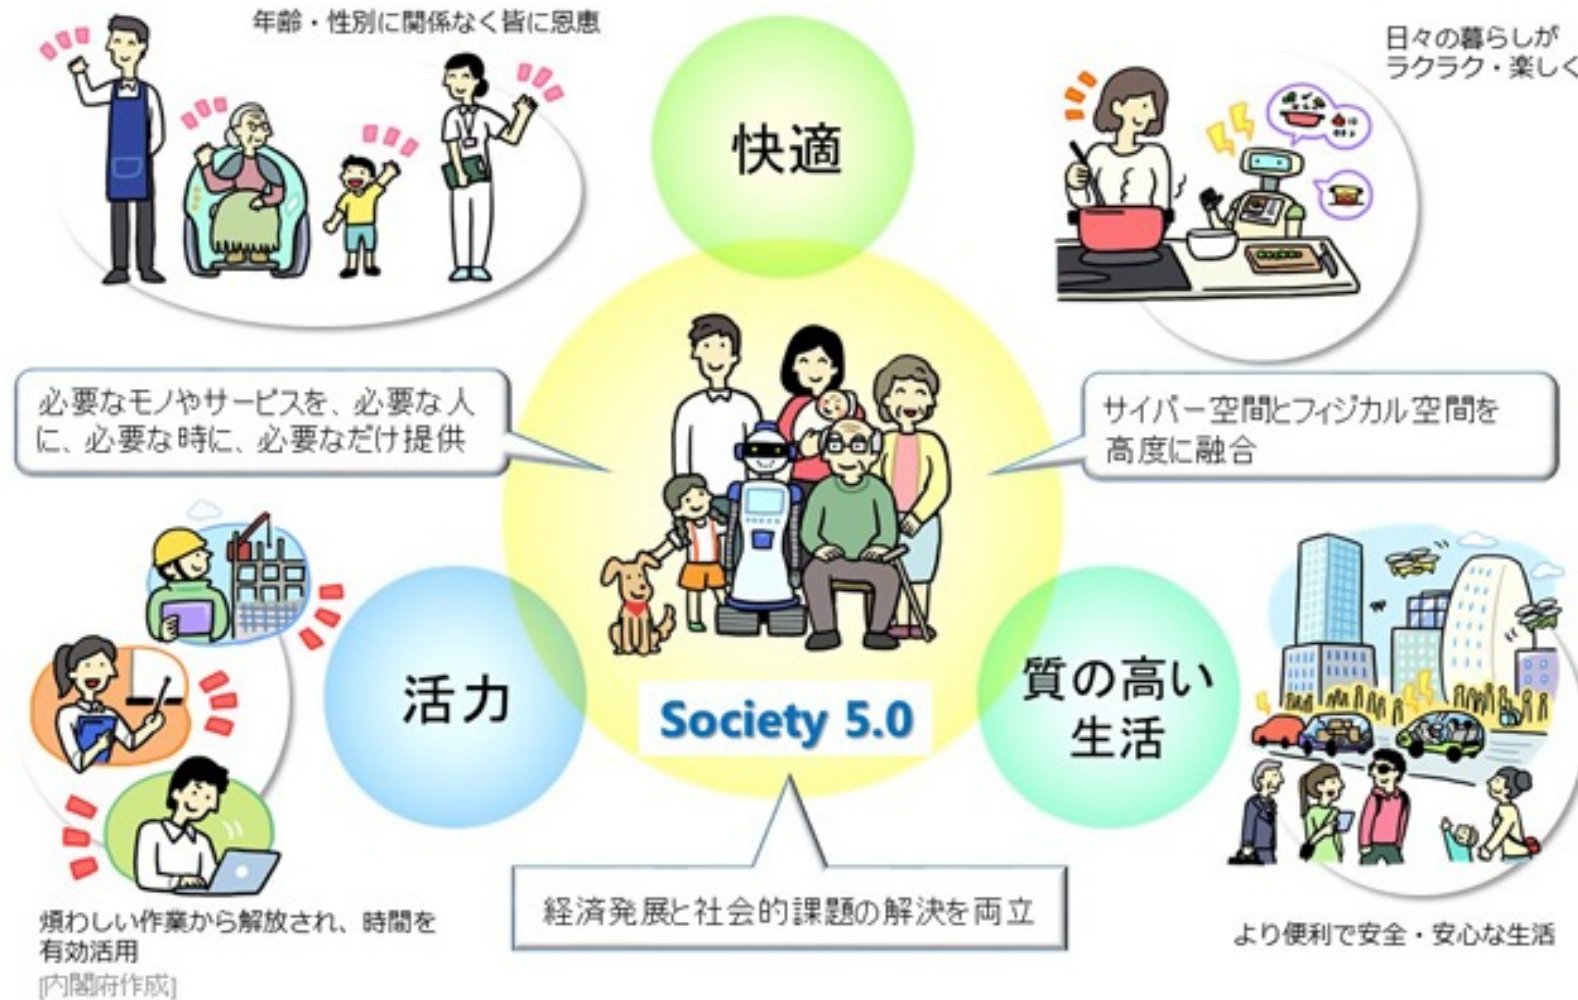 年齢・性別に関係なく皆に恩恵
日々の暮らしが
ラクラク・楽しく
快適
必要なモノやサービスを、必要な人
に、必要な時に、必要なだけ提供
サイバー空間とフィジカル空間を
高度に融合
活力
Society 5.0
質の高い
生活
経済発展と社会的課題の解決を両立
煩わしい作業から解放され、時間を
有効活用
[内閣府作成]
より便利で安全・安心な生活